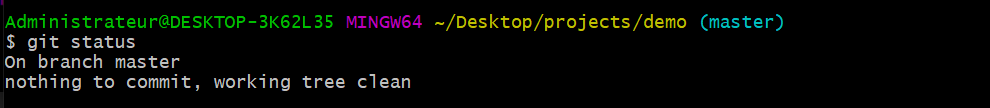 Administrateur@DESKTOP-3K62L35 MINGW64 ~/Desktop/projects/demo (master)
$ git status
On branch master
nothing to commit, working tree clean